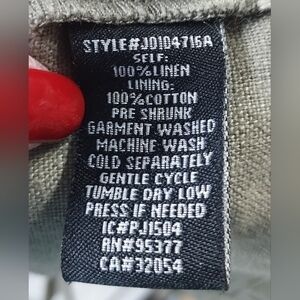 STYLE#JD1D4716A
SELF:
100%LINEN
LINING:
100%COTTON
PRE SHRUNK
GARMENT WASHED
MACHINE WASH
COLD SEPARATELY
GENTLE CYCLE
TUMBLE DRY LOW
PRESS IF NEEDED
IC#PJ1504
RN#95377
CA#32054